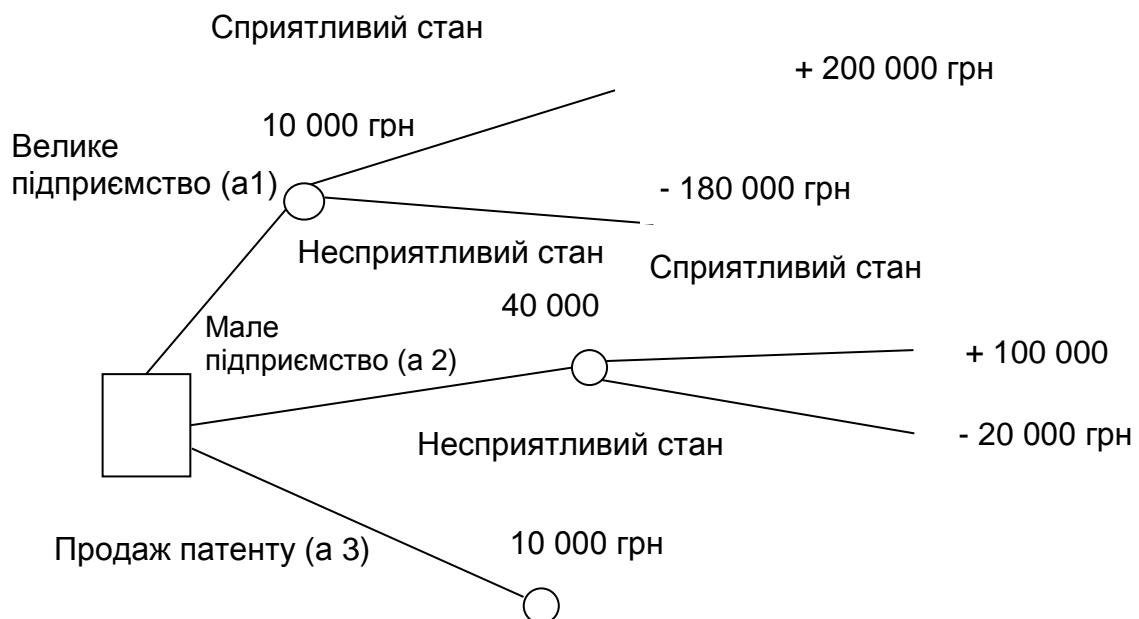 Сприятливий стан
+ 200 000 грн
10 000 грн
Велике
підприємство (а1)
- 180 000 грн
Несприятливий стан
Сприятливий стан
40 000
Мале
підприємство (а 2)
+ 100 000
Несприятливий стан
- 20 000 грн
Продаж патенту (а 3)
10 000 грн